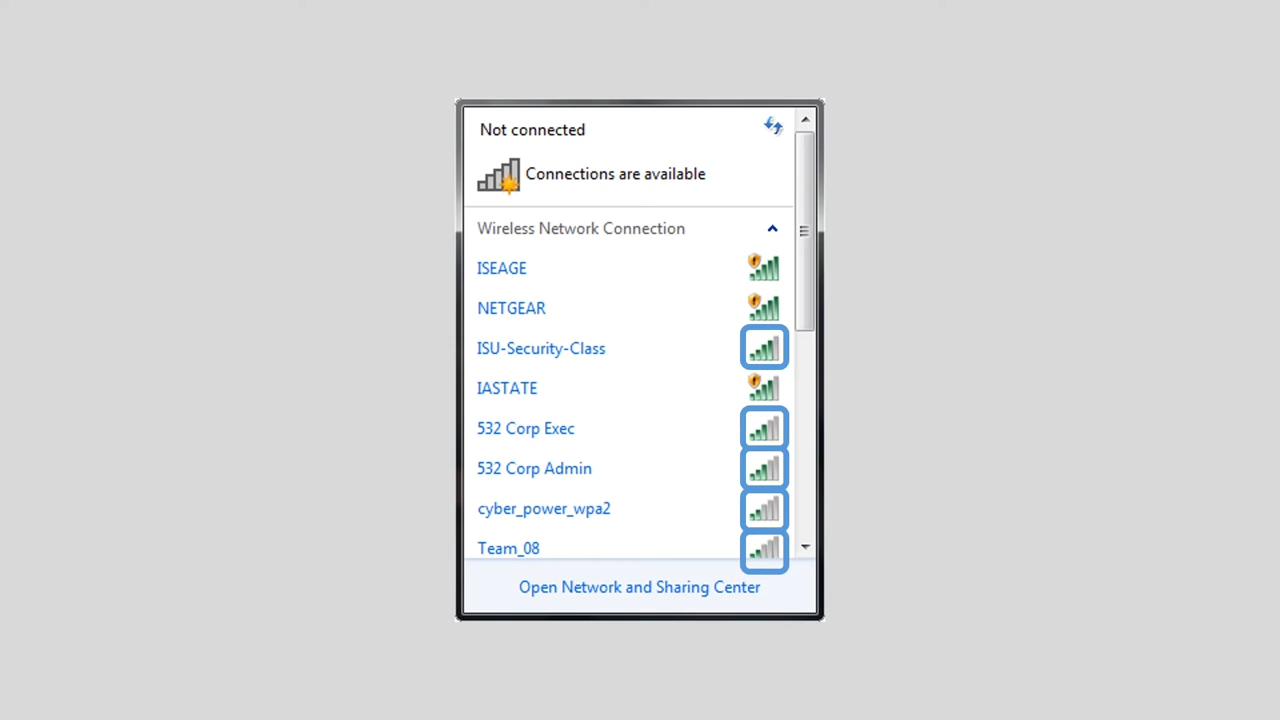 Not connected
Connections are available
Wireless Network Connection
ISEAGE
NETGEAR
ISU-Security-Class
IASTATE
532 Corp Exec
532 Corp Admin
cyber_power_wpa2
Team_08
Open Network and Sharing Center